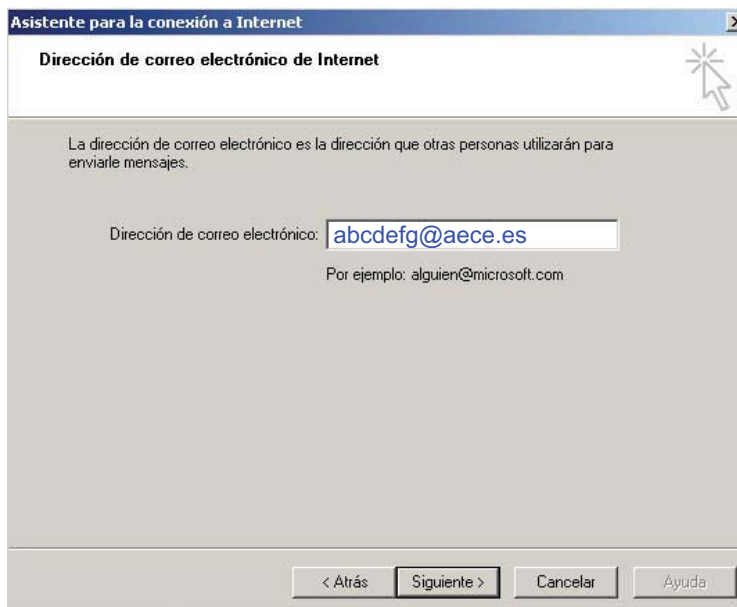 Asistente para la conexión a Internet
Dirección de correo electrónico de Internet
La dirección de correo electrónico es la dirección que otras personas utilizarán para
enviarle mensajes.
Dirección de correo electrónico: abcdefg@aece.es
Por ejemplo: alguien@microsoft.com
< Atrás Siguiente > Cancelar Ayuda